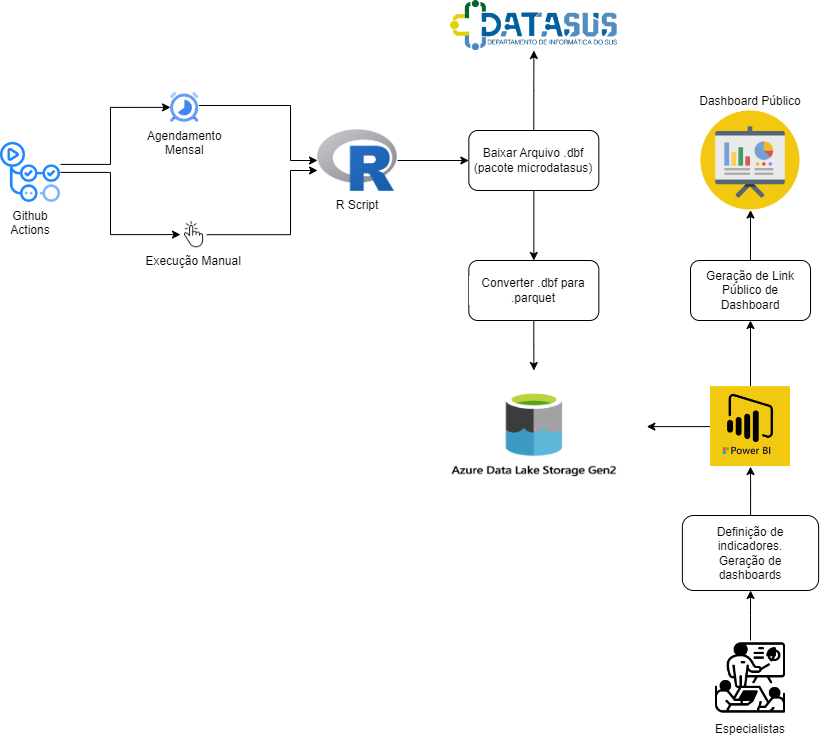 DATASUS
DEPARTAMENTO DE INFORMÁTICA DO SUS
Dashboard Público
Agendamento
Mensal
Baixar Arquivo .dbf
(pacote microdatasus)
R
R Script
Github
Actions
Execução Manual
Converter .dbf para
.parquet
Geração de Link
Público de
Dashboard
Power BI
Azure Data Lake Storage Gen2
Definição de
indicadores.
Geração de
dashboards
Especialistas